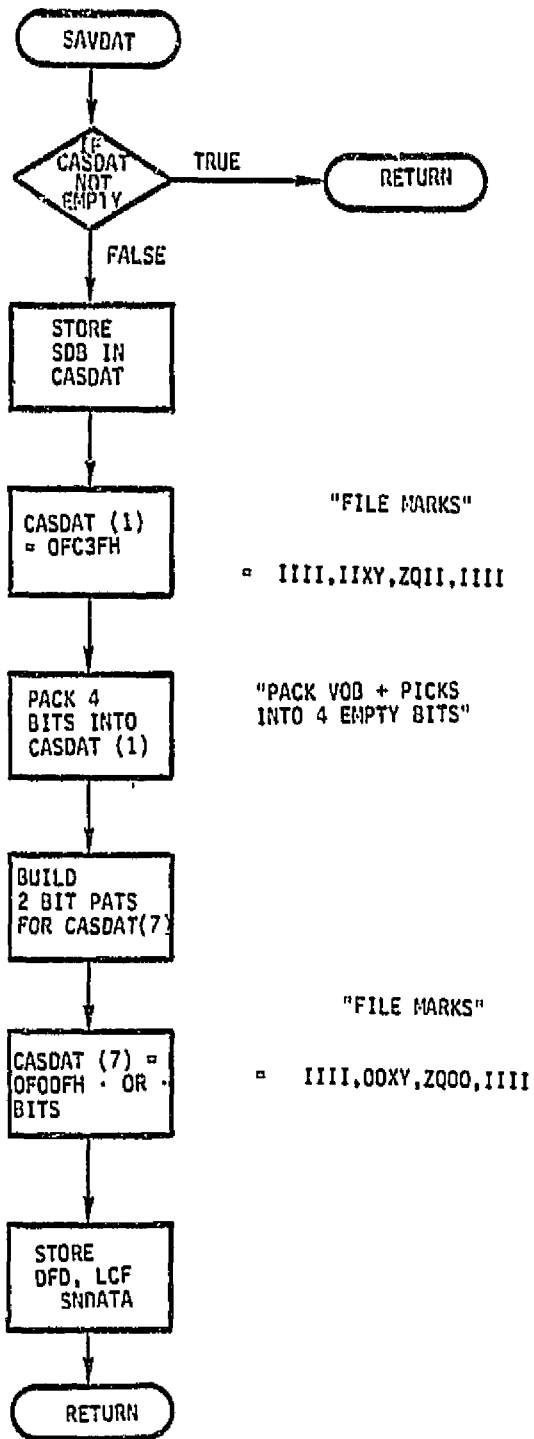 SAVDAT
IF
CASDAT
NOT
EMPTY
TRUE
RETURN
FALSE
STORE
SDB IN
CASDAT
CASDAT (1)
= 0FC3FH
"FILE MARKS"
= IIII,IIXY,ZQII,IIII
PACK 4
BITS INTO
CASDAT (1)
"PACK VOB + PICKS
INTO 4 EMPTY BITS"
BUILD
2 BIT PATS
FOR CASDAT(7)
CASDAT (7) =
0F00FH · OR ·
BITS
"FILE MARKS"
= IIII,00XY,ZQ00,IIII
STORE
DFD, LCF
SNDATA
RETURN